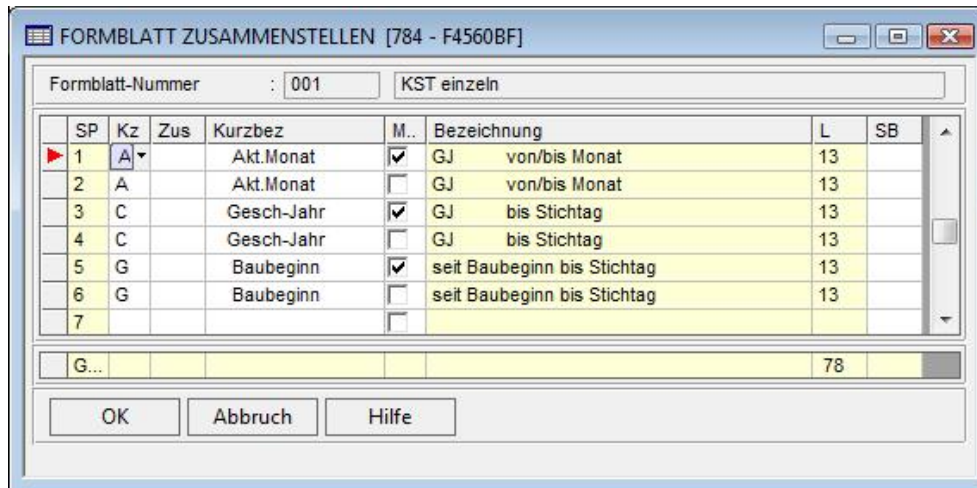 FORMBLATT ZUSAMMENSTELLEN [784 - F4560BF]
Formblatt-Nummer : 001 KST einzeln
SP Kz Zus Kurzbez M.. Bezeichnung L SB
1 A Akt.Monat GJ von/bis Monat 13
2 A Akt.Monat GJ von/bis Monat 13
3 C Gesch-Jahr GJ bis Stichtag 13
4 C Gesch-Jahr GJ bis Stichtag 13
5 G Baubeginn seit Baubeginn bis Stichtag 13
6 G Baubeginn seit Baubeginn bis Stichtag 13
7
G... 78
OK Abbruch Hilfe